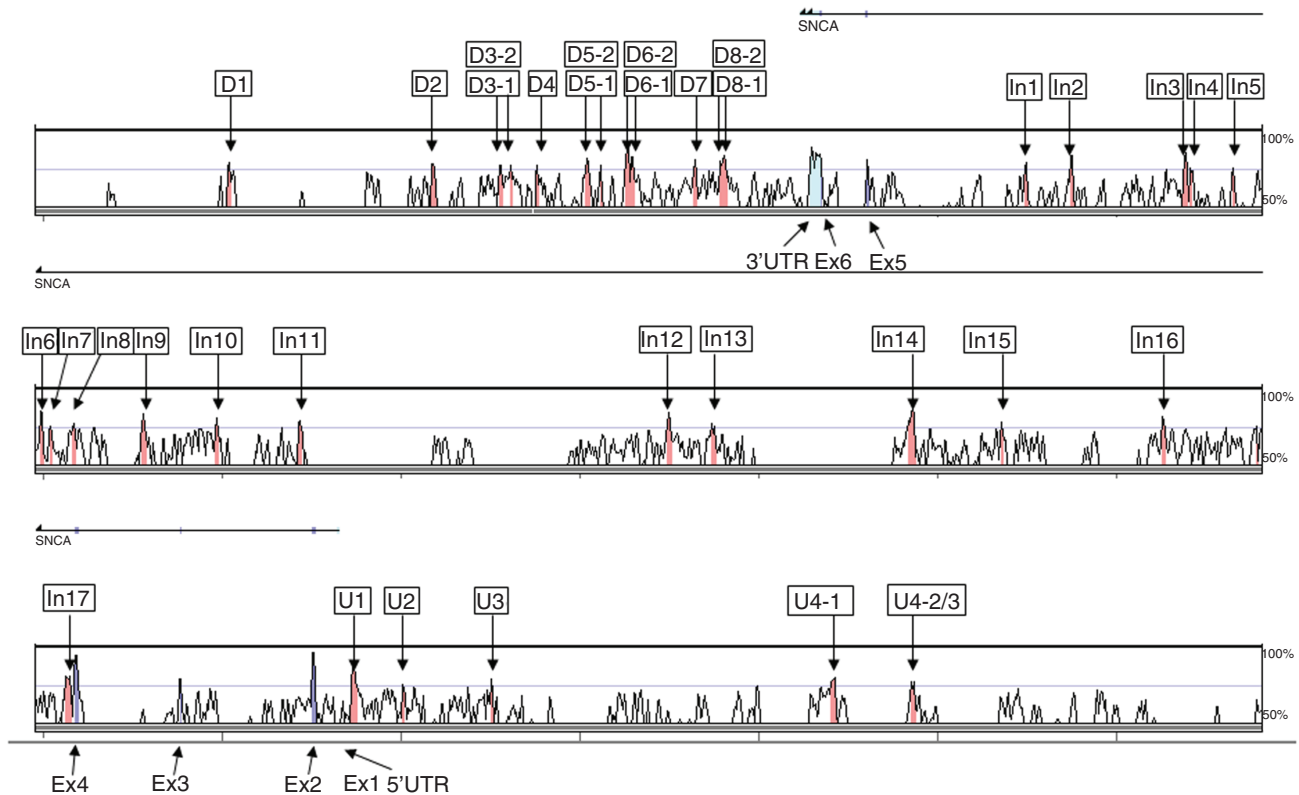 SNCA
D3-2 D5-2 D6-2 D8-2
D1 D2 D3-1 D4 D5-1 D6-1 D7 D8-1 In1 In2 In3 In4 In5
100%
50%
3'UTR Ex6 Ex5
SNCA
In6 In7 In8 In9 In10 In11 In12 In13 In14 In15 In16
100%
50%
SNCA
In17 U1 U2 U3 U4-1 U4-2/3
100%
50%
Ex4 Ex3 Ex2 Ex1 5'UTR